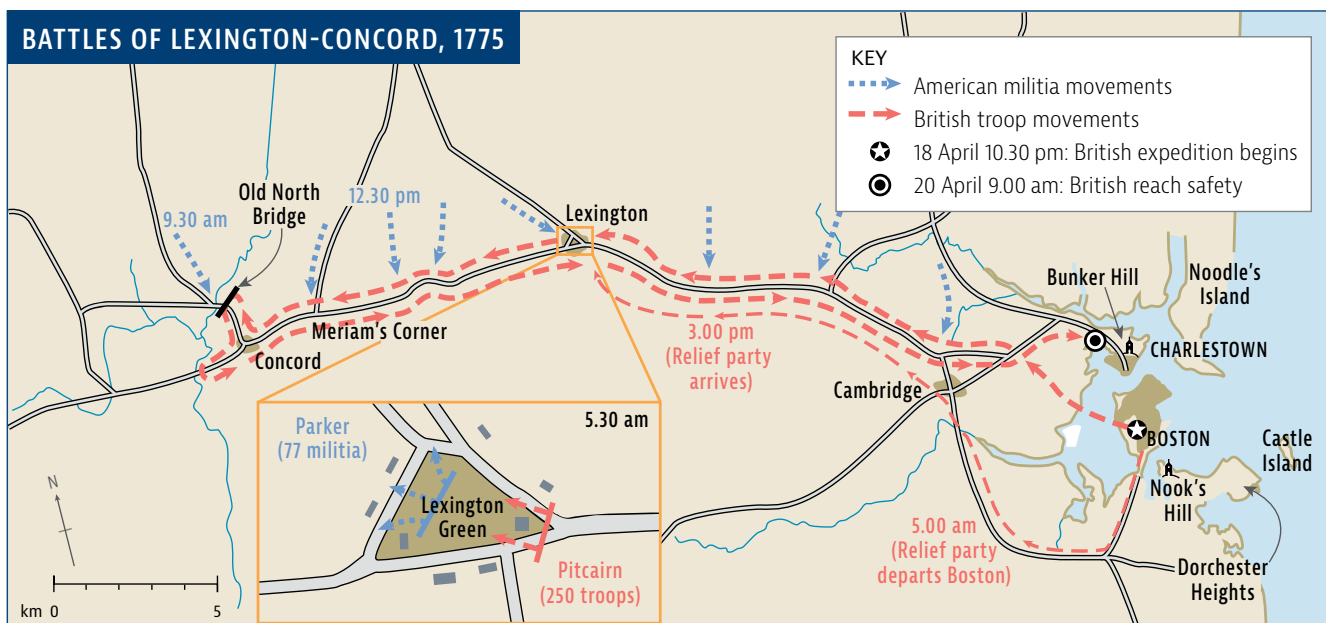 BATTLES OF LEXINGTON-CONCORD, 1775
KEY
American militia movements
British troop movements
18 April 10.30 pm: British expedition begins
20 April 9.00 am: British reach safety
Old North
Bridge
9.30 am
12.30 pm
Lexington
Bunker Hill
Noodle's
Island
Meriam's Corner
Concord
3.00 pm
(Relief party
arrives)
CHARLESTOWN
Cambridge
BOSTON
Castle
Island
Nook's
Hill
5.00 am
(Relief party
departs Boston)
Dorchester
Heights
5.30 am
Parker
(77 militia)
Lexington
Green
Pitcairn
(250 troops)
N
km 0 5